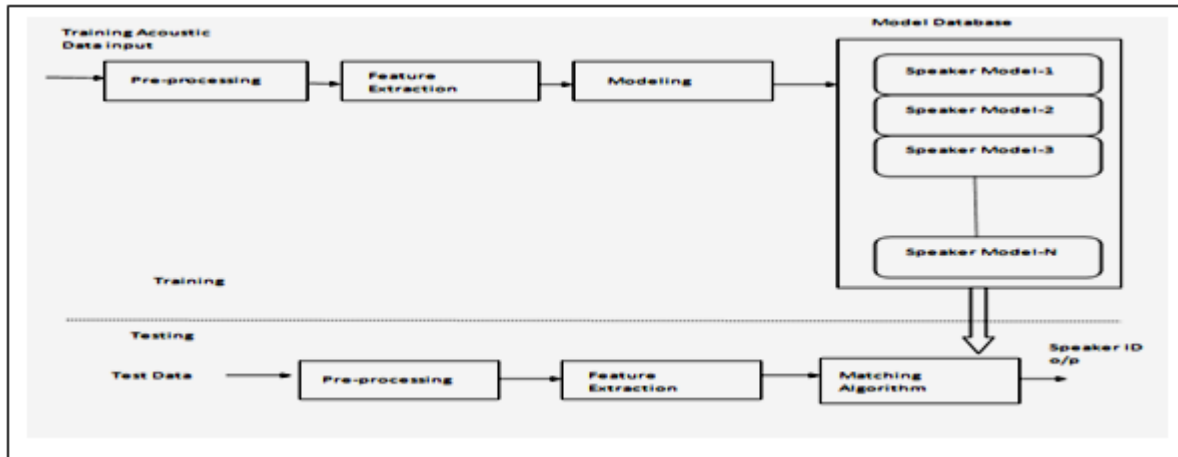 Model Database
Training Acoustic
Data input
Pre-processing
Feature
Extraction
Modeling
Speaker Model-1
Speaker Model-2
Speaker Model-3
Speaker Model-N
Training
Testing
Test Data
Pre-processing
Feature
Extraction
Matching
Algorithm
Speaker ID
o/p